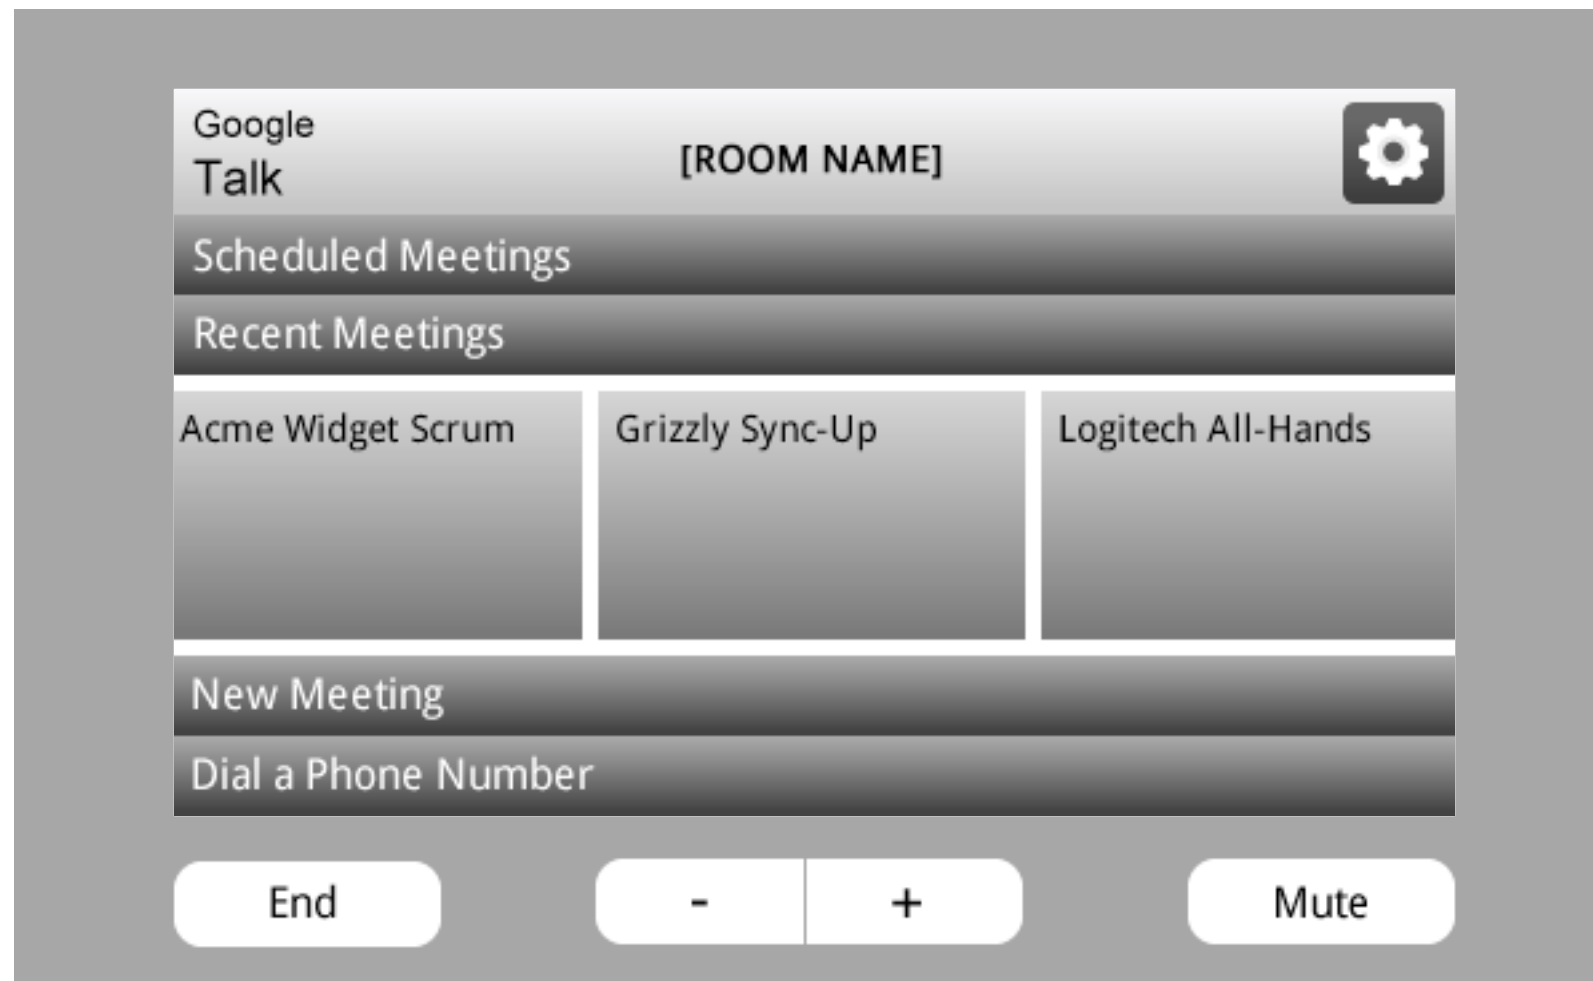 Google
Talk
[ROOM NAME]
Scheduled Meetings
Recent Meetings
Acme Widget Scrum
Grizzly Sync-Up
Logitech All-Hands
New Meeting
Dial a Phone Number
End
-
+
Mute